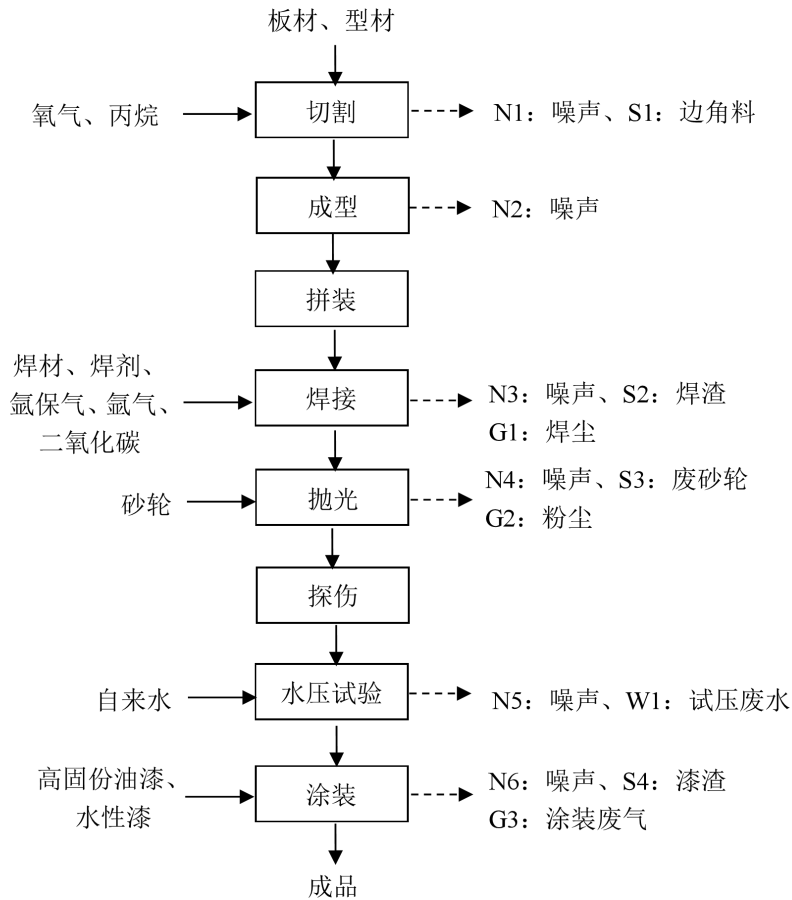 板材、型材
氧气、丙烷
切割
N1：噪声、S1：边角料
成型
N2：噪声
拼装
焊材、焊剂、
氩保气、氩气、
二氧化碳
焊接
N3：噪声、S2：焊渣
G1：焊尘
砂轮
抛光
N4：噪声、S3：废砂轮
G2：粉尘
探伤
自来水
水压试验
N5：噪声、W1：试压废水
高固份油漆、
水性漆
涂装
N6：噪声、S4：漆渣
G3：涂装废气
成品